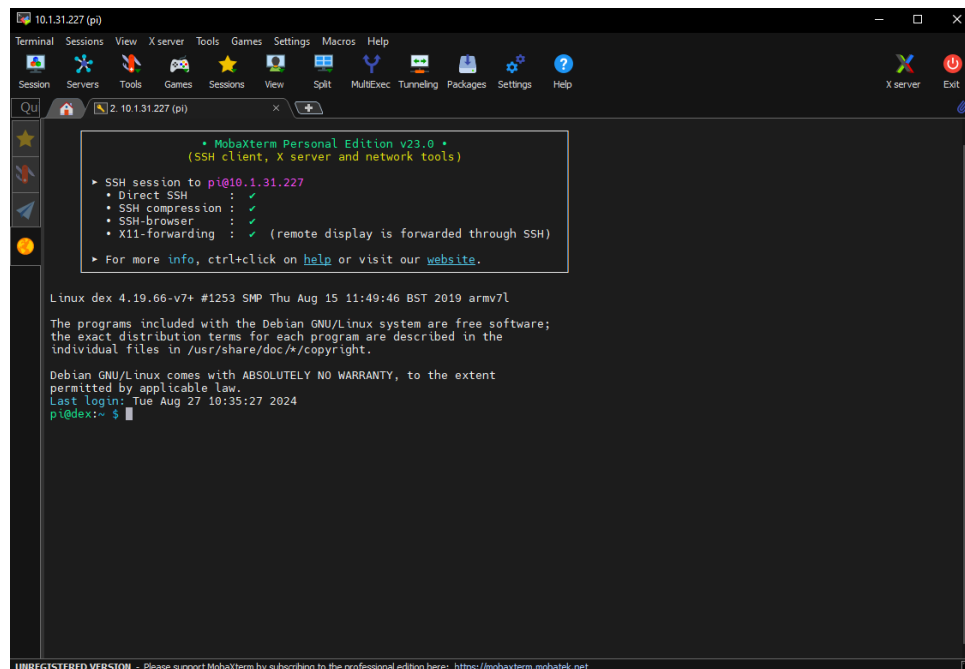 10.1.31.227 (pi)
Terminal Sessions View X server Tools Games Settings Macros Help
Session Servers Tools Games Sessions View Split MultiExec Tunneling Packages Settings Help X server Exit
Qu 2. 10.1.31.227 (pi)
• MobaXterm Personal Edition v23.0 •
(SSH client, X server and network tools)
► SSH session to pi@10.1.31.227
• Direct SSH : ✔
• SSH compression : ✔
• SSH-browser : ✔
• X11-forwarding : ✔ (remote display is forwarded through SSH)
► For more info, ctrl+click on help or visit our website.
Linux dex 4.19.66-v7+ #1253 SMP Thu Aug 15 11:49:46 BST 2019 armv7l
The programs included with the Debian GNU/Linux system are free software;
the exact distribution terms for each program are described in the
individual files in /usr/share/doc/*/copyright.
Debian GNU/Linux comes with ABSOLUTELY NO WARRANTY, to the extent
permitted by applicable law.
Last login: Tue Aug 27 10:35:27 2024
pi@dex:~ $
UNREGISTERED VERSION - Please support MobaXterm by subscribing to the professional edition here: https://mobaxterm.mobatek.net